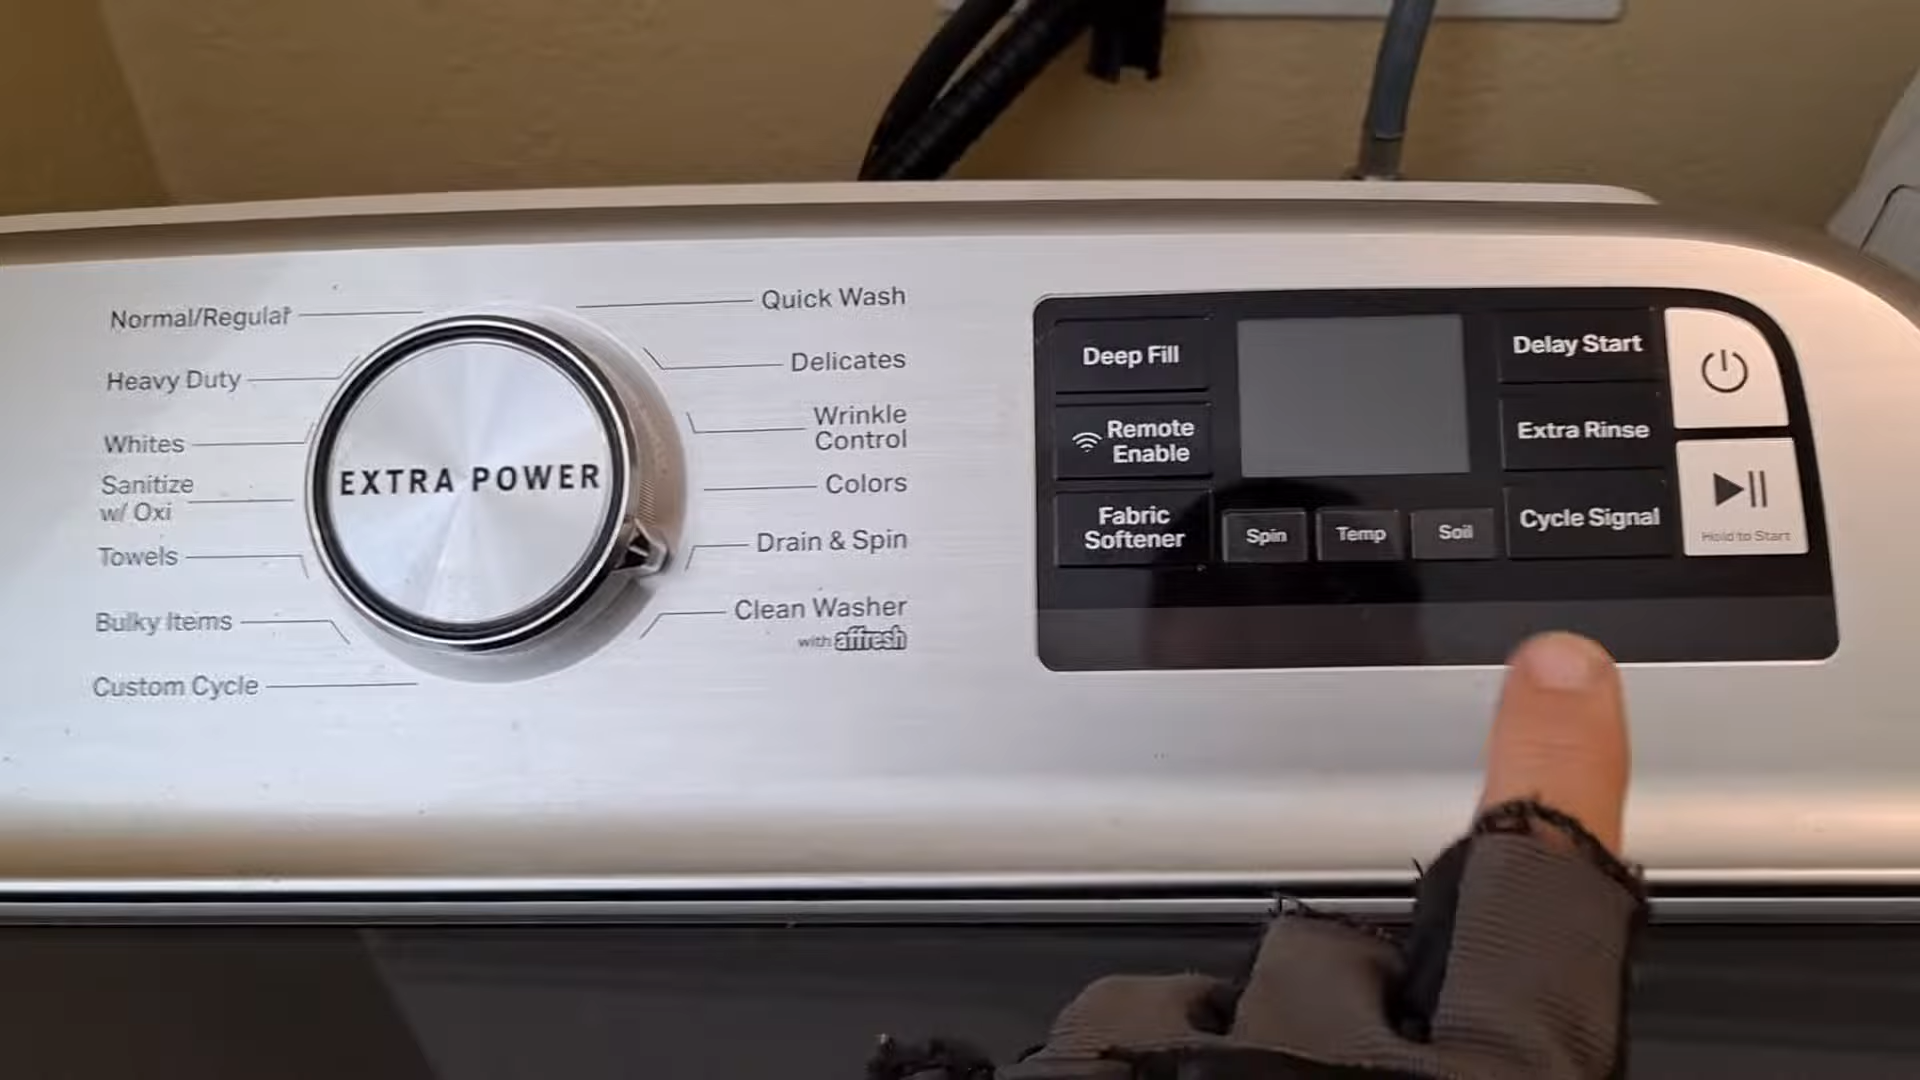 Normal/Regular
Heavy Duty
Whites
Sanitize
w/ Oxi
Towels
Bulky Items
Custom Cycle
EXTRA POWER
Quick Wash
Delicates
Wrinkle
Control
Colors
Drain & Spin
Clean Washer
with affresh
Deep Fill
Remote
Enable
Fabric
Softener
Spin
Temp
Soil
Delay Start
Extra Rinse
Cycle Signal
Hold to Start